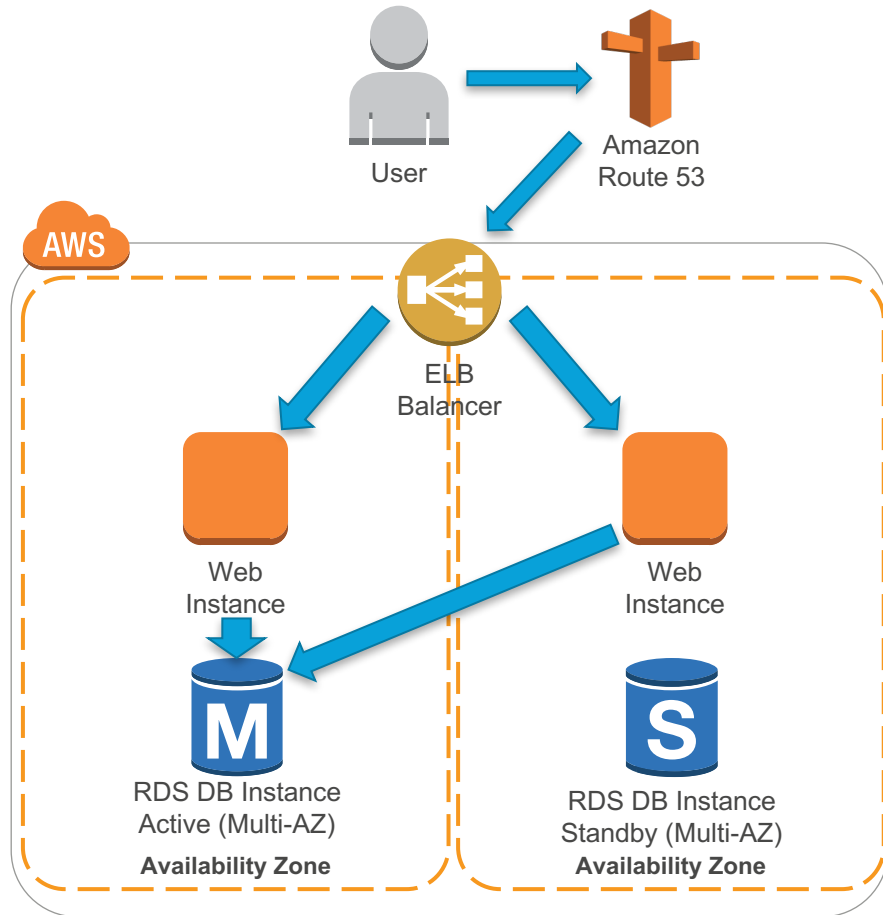 User
Amazon
Route 53
AWS
ELB
Balancer
Web
Instance
Web
Instance
M
S
RDS DB Instance
Active (Multi-AZ)
RDS DB Instance
Standby (Multi-AZ)
Availability Zone
Availability Zone